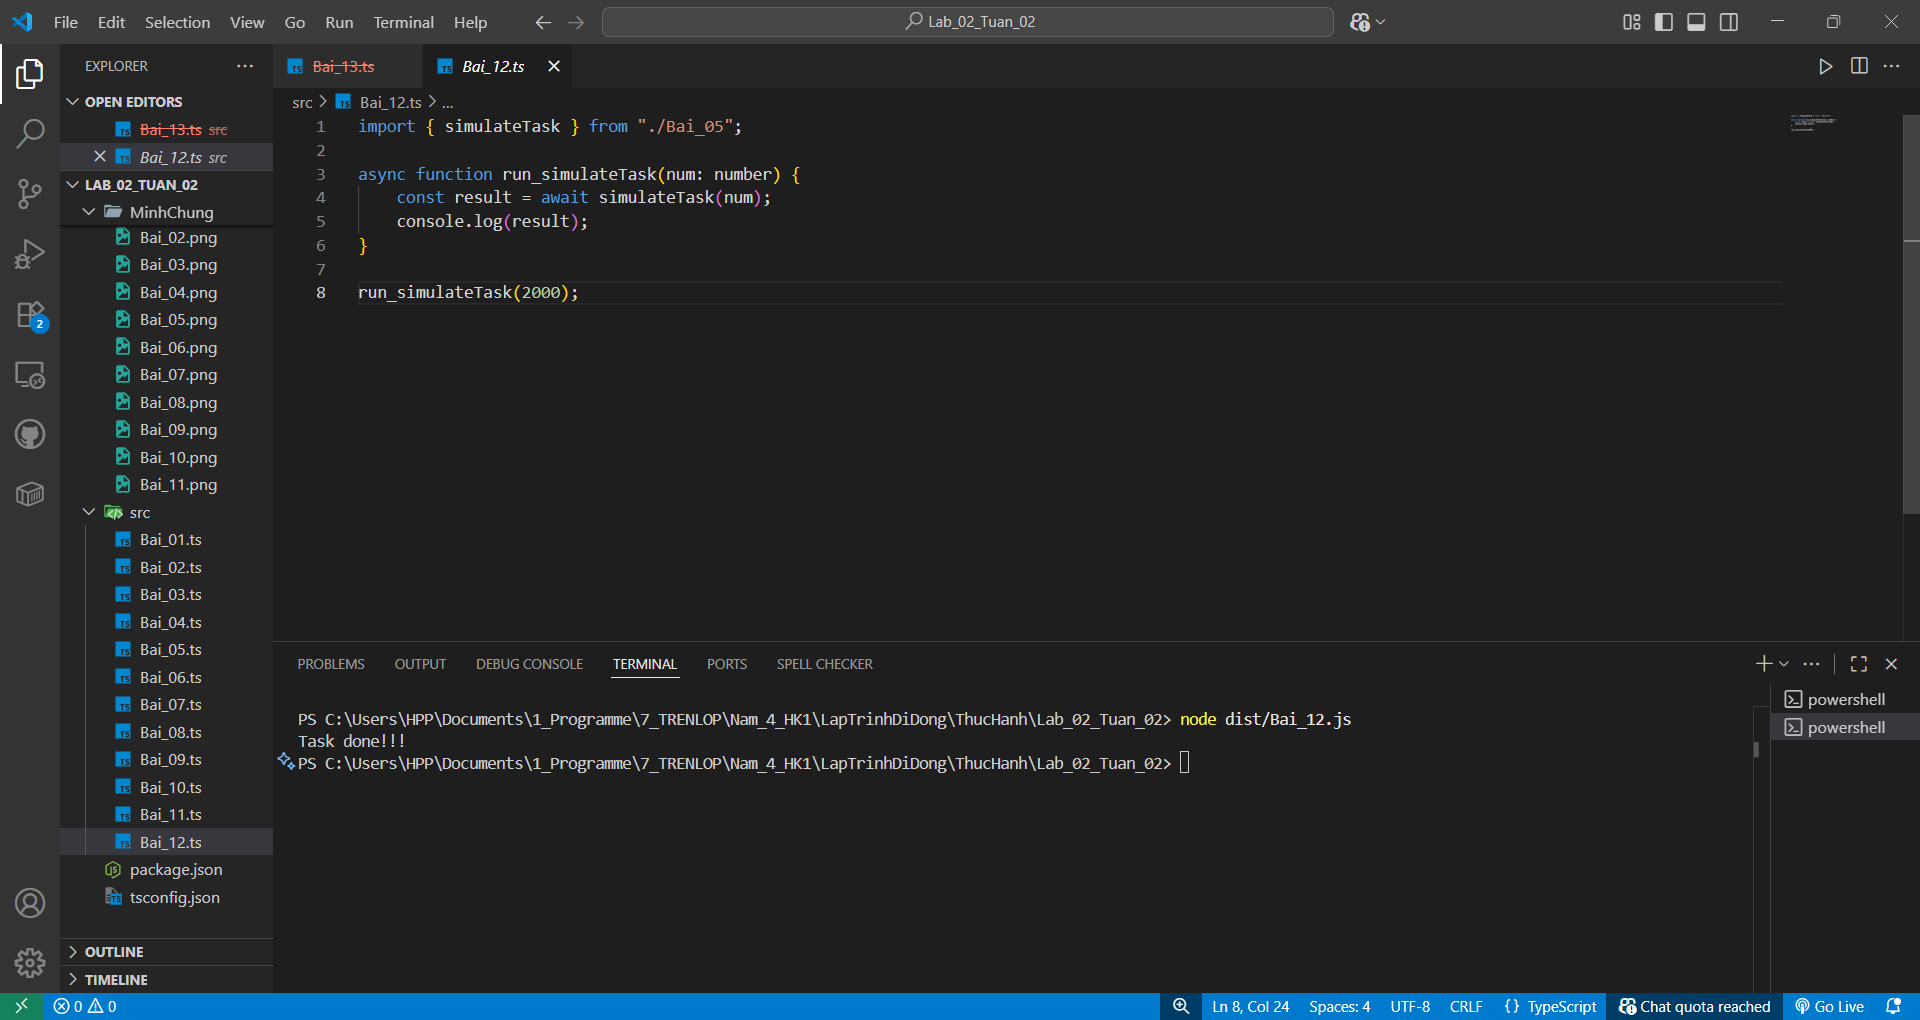 File Edit Selection View Go Run Terminal Help
Lab_02_Tuan_02
EXPLORER
OPEN EDITORS
Bai_13.ts src
Bai_12.ts src
LAB_02_TUAN_02
MinhChung
Bai_02.png
Bai_03.png
Bai_04.png
Bai_05.png
Bai_06.png
Bai_07.png
Bai_08.png
Bai_09.png
Bai_10.png
Bai_11.png
src
Bai_01.ts
Bai_02.ts
Bai_03.ts
Bai_04.ts
Bai_05.ts
Bai_06.ts
Bai_07.ts
Bai_08.ts
Bai_09.ts
Bai_10.ts
Bai_11.ts
Bai_12.ts
package.json
tsconfig.json
OUTLINE
TIMELINE
2
Bai_13.ts Bai_12.ts
src > Bai_12.ts > ...
1 import { simulateTask } from "./Bai_05";
2
3 async function run_simulateTask(num: number) {
4 const result = await simulateTask(num);
5 console.log(result);
6 }
7
8 run_simulateTask(2000);
PROBLEMS OUTPUT DEBUG CONSOLE TERMINAL PORTS SPELL CHECKER
PS C:\Users\HPP\Documents\1_Programme\7_TRENLOP\Nam_4_HK1\LapTrinhDiDong\ThucHanh\Lab_02_Tuan_02> node dist/Bai_12.js
Task done!!!
PS C:\Users\HPP\Documents\1_Programme\7_TRENLOP\Nam_4_HK1\LapTrinhDiDong\ThucHanh\Lab_02_Tuan_02>
powershell
powershell
0 0 Ln 8, Col 24 Spaces: 4 UTF-8 CRLF {} TypeScript Chat quota reached Go Live